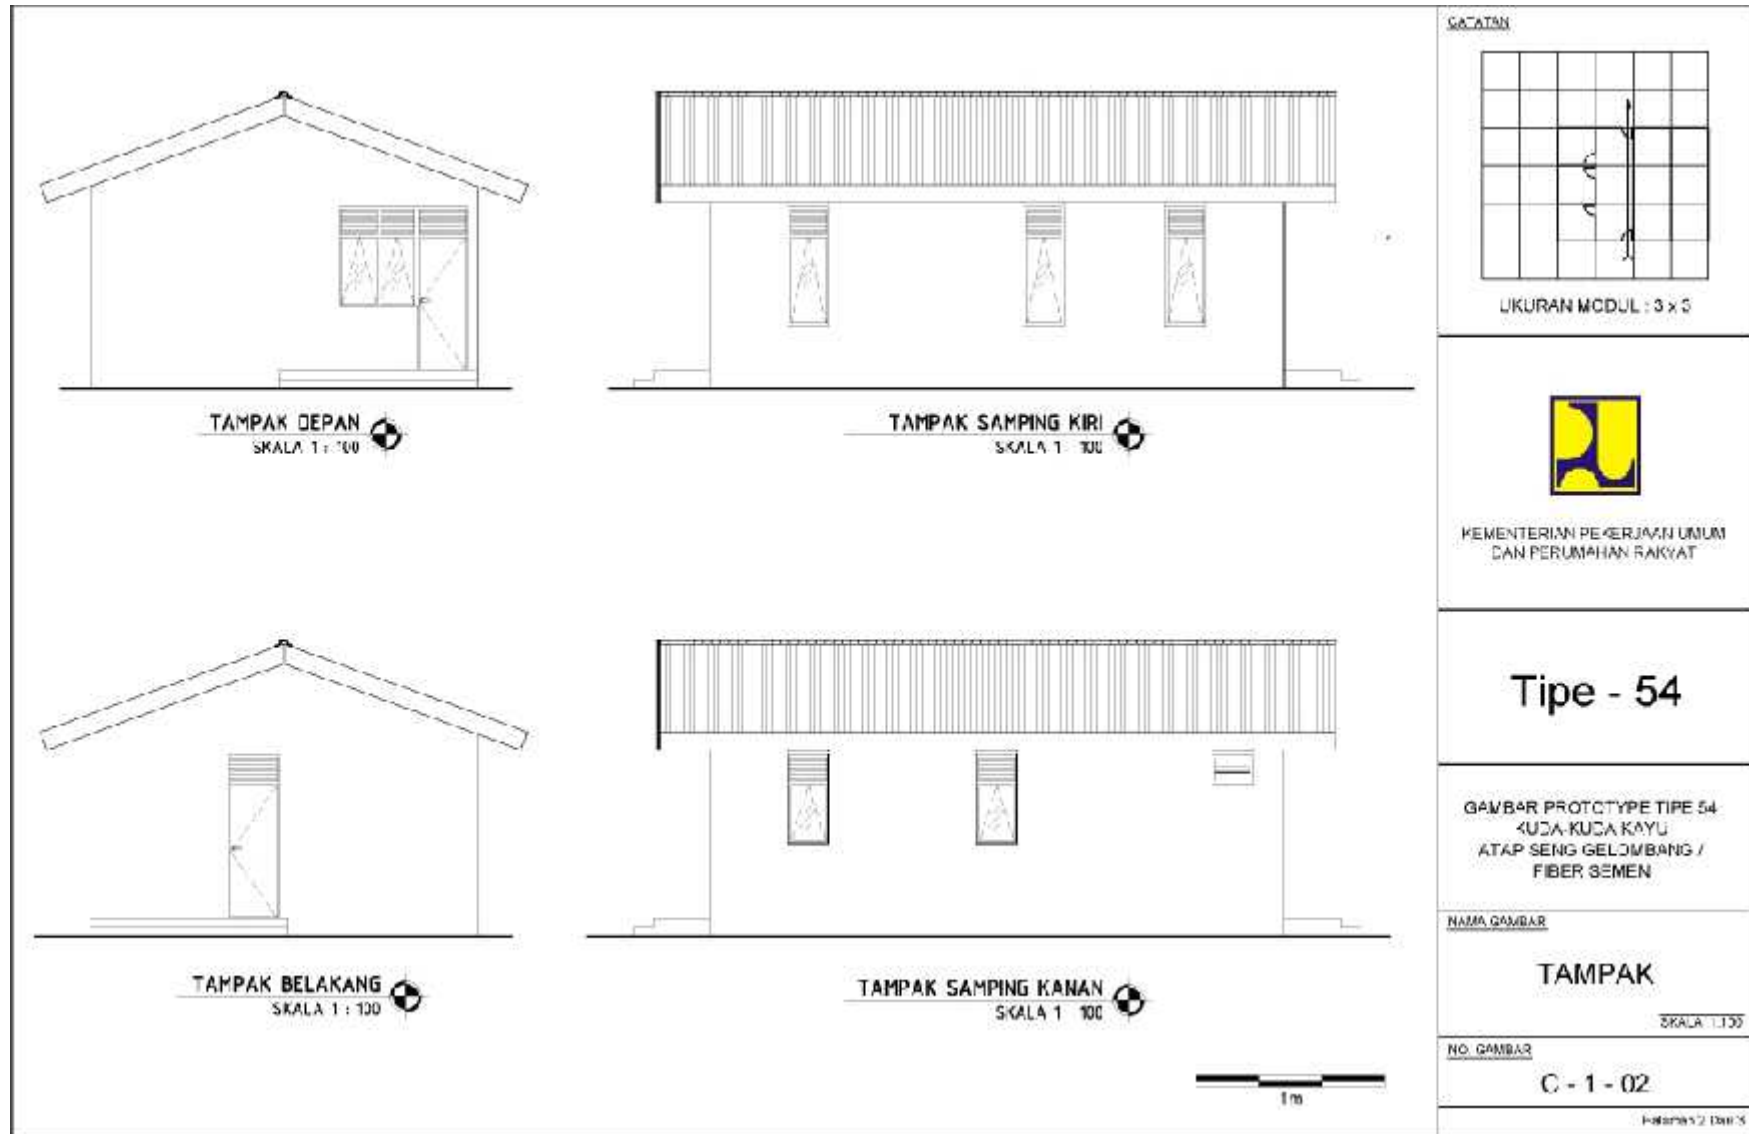 TAMPAK DEPAN
SKALA 1 : 100
TAMPAK SAMPING KIRI
SKALA 1 100
TAMPAK BELAKANG
SKALA 1 : 100
TAMPAK SAMPING KANAN
SKALA 1 100
1m
CATATAN
UKURAN MODUL : 3 x 3
KEMENTERIAN PEKERJAAN UMUM
DAN PERUMAHAN RAKYAT
Tipe - 54
GAMBAR PROTOTYPE TIPE 54
KUDA-KUDA KAYU
ATAP SENG GELOMBANG /
FIBER SEMEN
NAMA GAMBAR
TAMPAK
SKALA 1:100
NO. GAMBAR
C - 1 - 02
Halaman 2 Dari